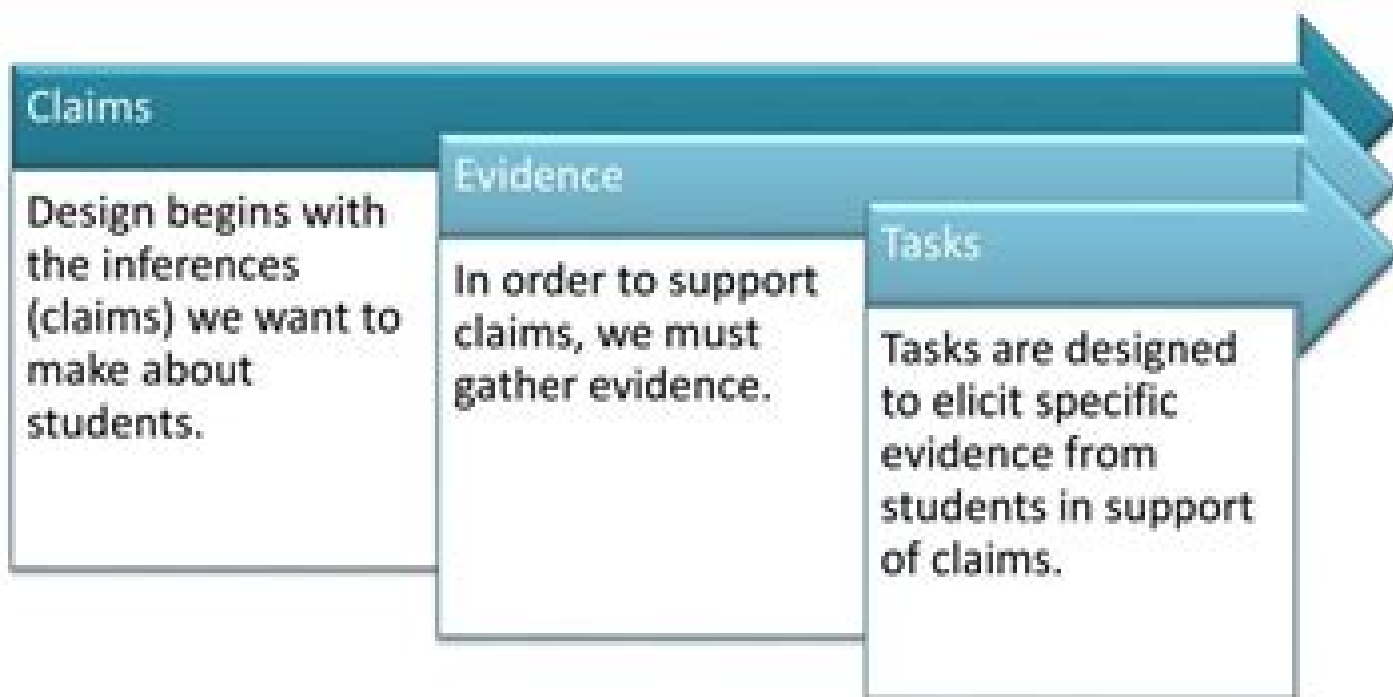 Claims
Design begins with
the inferences
(claims) we want to
make about
students.
Evidence
In order to support
claims, we must
gather evidence.
Tasks
Tasks are designed
to elicit specific
evidence from
students in support
of claims.